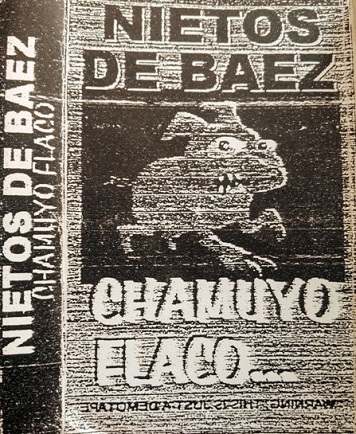 NIETOS DE BAEZ
CHAMUYO FLACO
NIETOS
DE BAEZ
CHAMUYO
FLACO...
WARNING: THIS IS JUST A DEMOTAPE